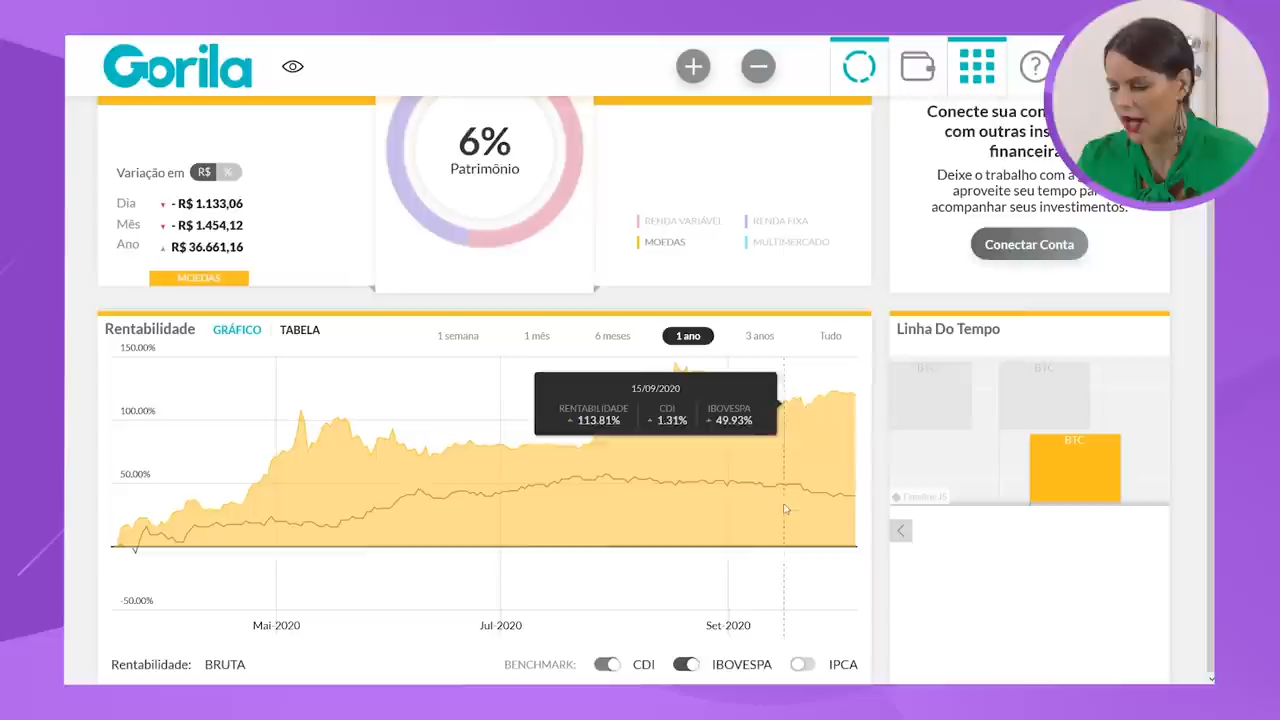 Gorila
Conecte sua con
com outras ins
financeira
Deixe o trabalho com a
aproveite seu tempo pa
acompanhar seus investimentos.
Conectar Conta
6%
Patrimônio
Variação em R$ %
Dia - R$ 1.133,06
Mês - R$ 1.454,12
Ano R$ 36.661,16
MOEDAS
RENDA VARIÁVEL RENDA FIXA
MOEDAS MULTIMERCADO
Rentabilidade GRÁFICO TABELA
1 semana 1 mês 6 meses 1 ano 3 anos Tudo
150.00%
100.00%
50.00%
-50.00%
15/09/2020
RENTABILIDADE CDI IBOVESPA
113.81% 1.31% 49.93%
Mai-2020 Jul-2020 Set-2020
Rentabilidade: BRUTA
BENCHMARK: CDI IBOVESPA IPCA
Linha Do Tempo
BTC BTC
BTC